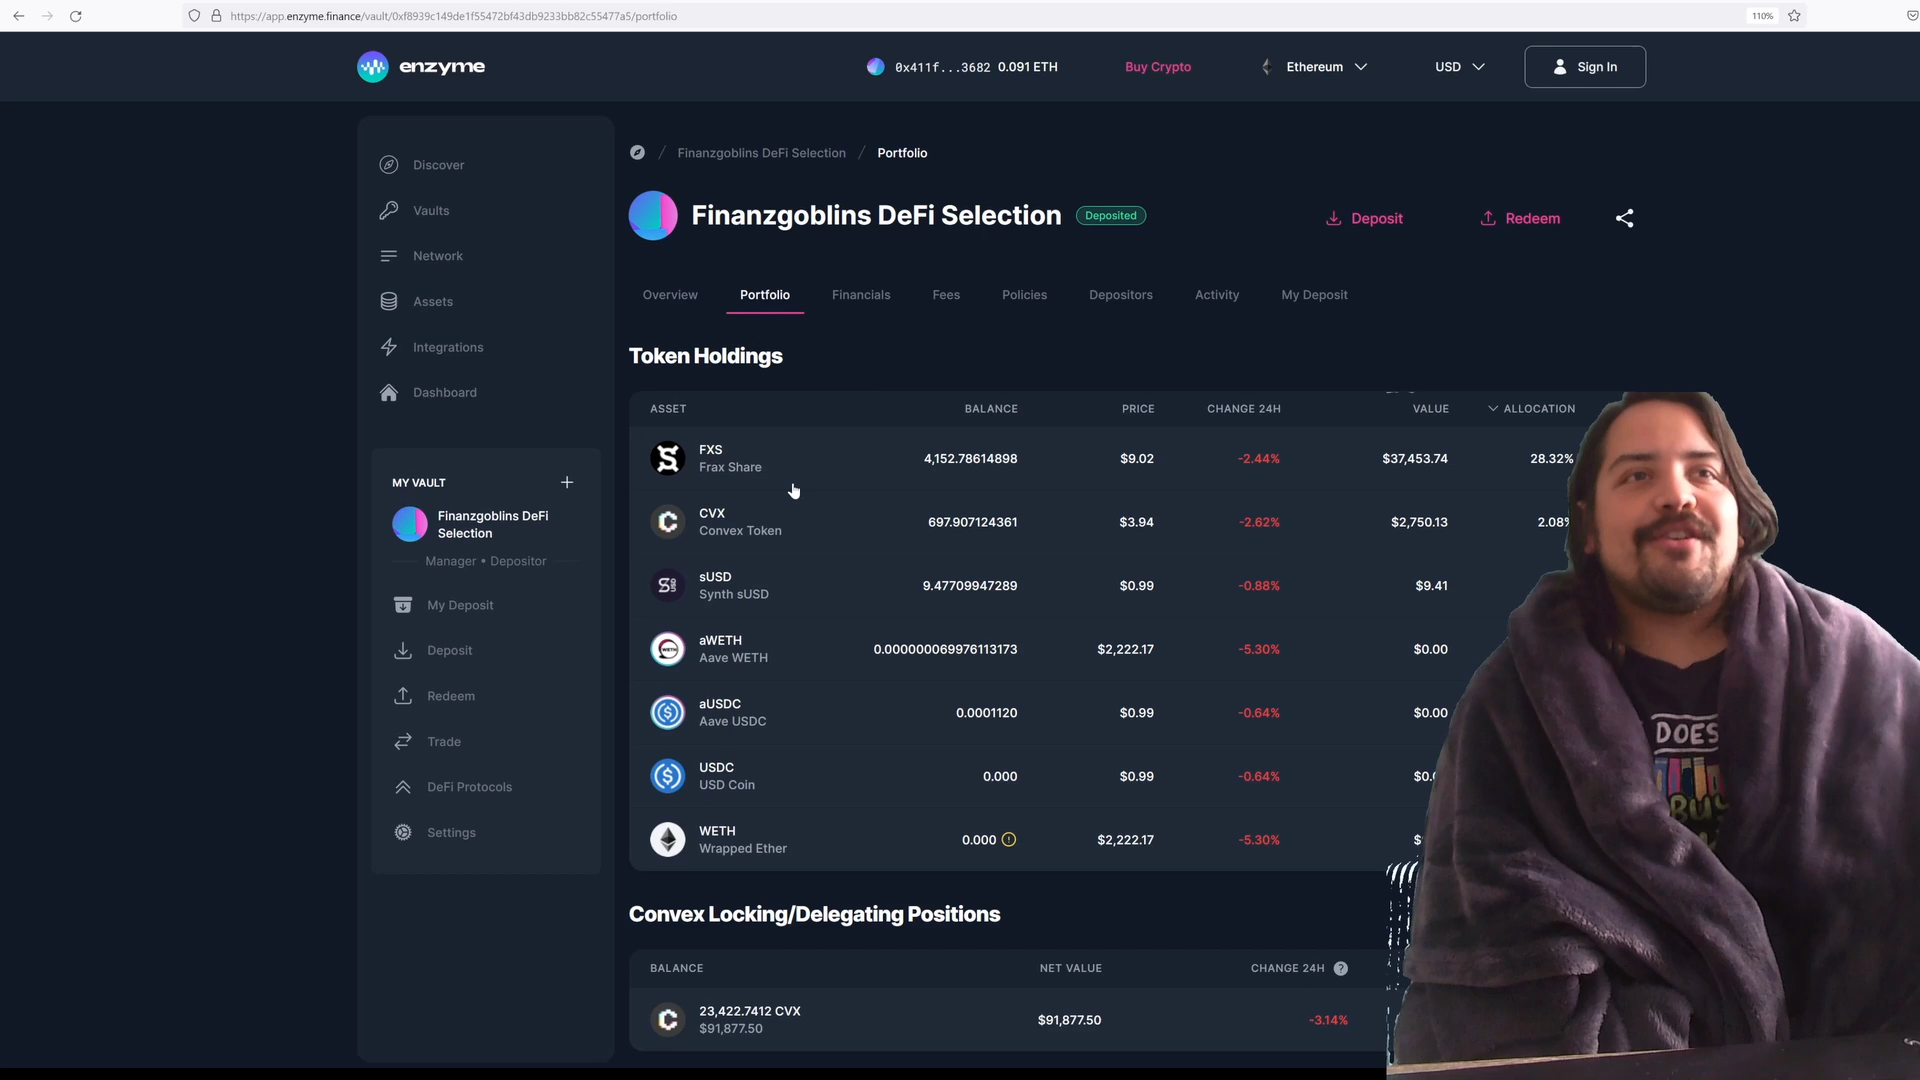 https://app.enzyme.finance/vault/0xf8939c149de1f55472bf43db9233bb82c55477a5/portfolio
110%
enzyme
0x411f...3682 0.091 ETH
Buy Crypto
Ethereum
USD
Sign In
Discover
Vaults
Network
Assets
Integrations
Dashboard
MY VAULT
Finanzgoblins DeFi
Selection
Manager • Depositor
My Deposit
Deposit
Redeem
Trade
DeFi Protocols
Settings
/ Finanzgoblins DeFi Selection / Portfolio
Finanzgoblins DeFi Selection
Deposited
Deposit
Redeem
Overview
Portfolio
Financials
Fees
Policies
Depositors
Activity
My Deposit
Token Holdings
ASSET BALANCE PRICE CHANGE 24H VALUE ALLOCATION
FXS
Frax Share
4,152.78614898 $9.02 -2.44% $37,453.74 28.32%
CVX
Convex Token
697.907124361 $3.94 -2.62% $2,750.13 2.08%
sUSD
Synth sUSD
9.47709947289 $0.99 -0.88% $9.41
aWETH
Aave WETH
0.000000069976113173 $2,222.17 -5.30% $0.00
aUSDC
Aave USDC
0.0001120 $0.99 -0.64% $0.00
USDC
USD Coin
0.000 $0.99 -0.64%
WETH
Wrapped Ether
0.000 $2,222.17 -5.30%
Convex Locking/Delegating Positions
BALANCE NET VALUE CHANGE 24H
23,422.7412 CVX
$91,877.50
$91,877.50 -3.14%
DOES